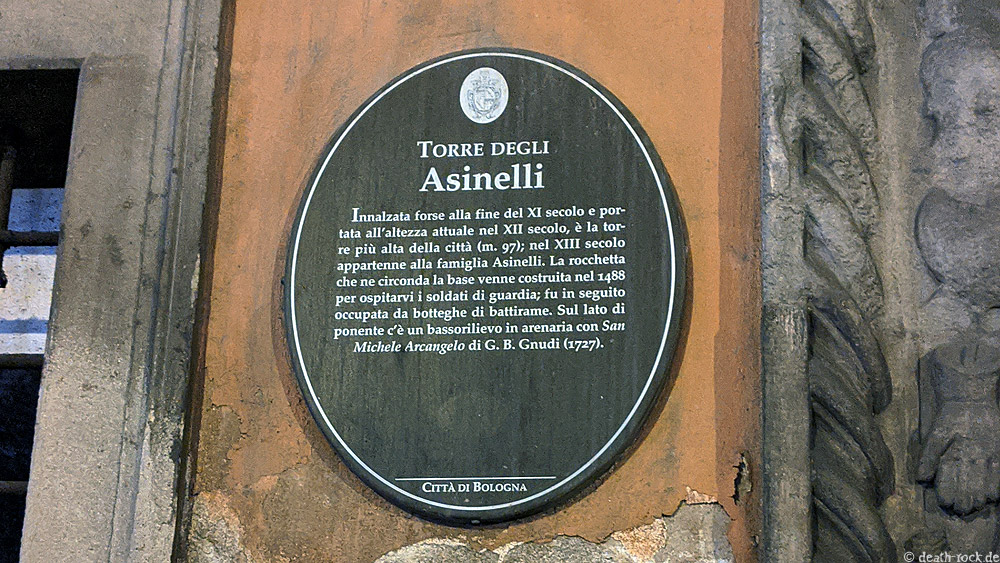 TORRE DEGLI
Asinelli
Innalzata forse alla fine del XI secolo e por-
tata all'altezza attuale nel XII secolo, è la tor-
re più alta della città (m. 97); nel XIII secolo
appartenne alla famiglia Asinelli. La rocchetta
che ne circonda la base venne costruita nel 1488
per ospitarvi i soldati di guardia; fu in seguito
occupata da botteghe di battirame. Sul lato di
ponente c'è un bassorilievo in arenaria con San
Michele Arcangelo di G. B. Gnudi (1727).
CITTÀ DI BOLOGNA
© death-rock.de